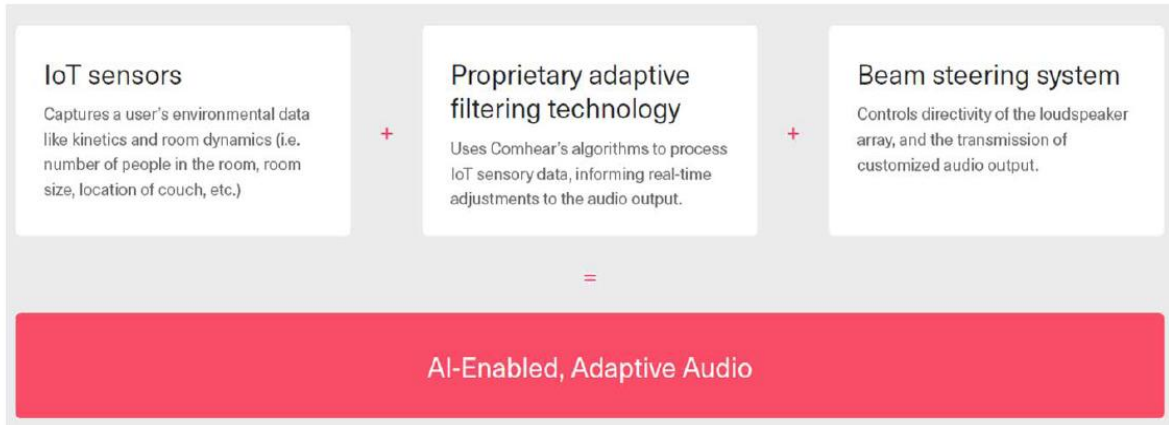 IoT sensors
Captures a user's environmental data
like kinetics and room dynamics (i.e.
number of people in the room, room
size, location of couch, etc.)
+
Proprietary adaptive
filtering technology
Uses Comhear's algorithms to process
IoT sensory data, informing real-time
adjustments to the audio output.
+
Beam steering system
Controls directivity of the loudspeaker
array, and the transmission of
customized audio output.
=
AI-Enabled, Adaptive Audio